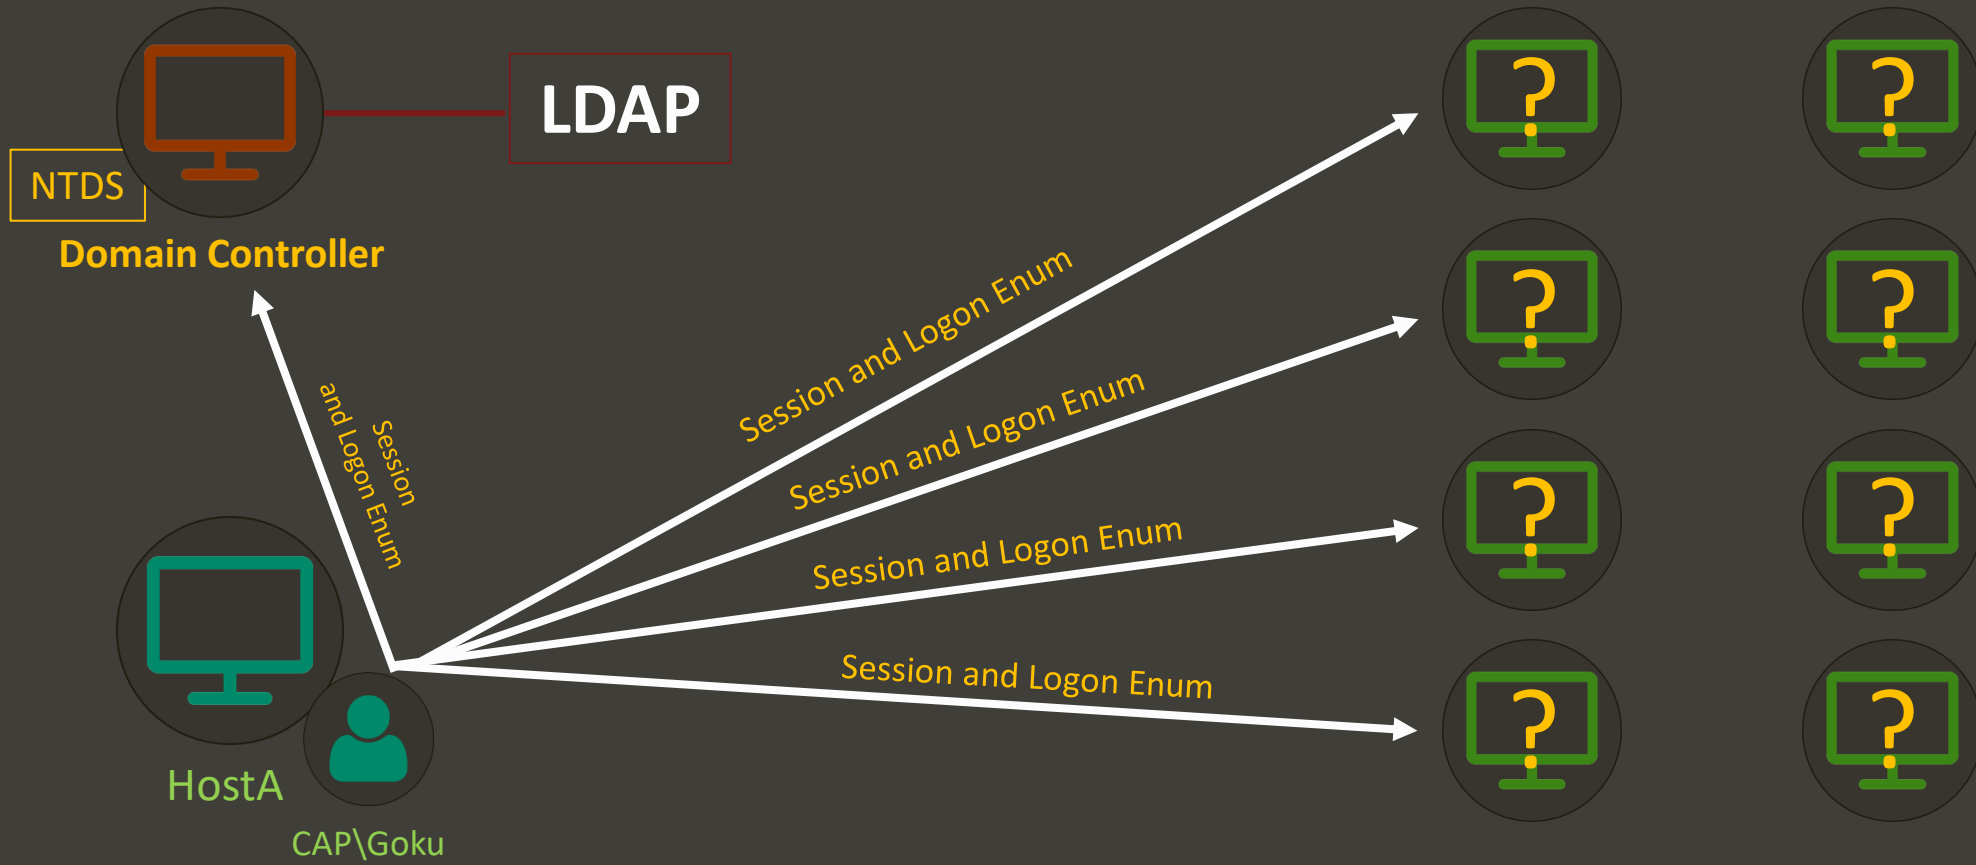 LDAP
NTDS
Domain Controller
Session
and Logon Enum
Session and Logon Enum
Session and Logon Enum
Session and Logon Enum
Session and Logon Enum
HostA
CAP\Goku
?
?
?
?
?
?
?
?